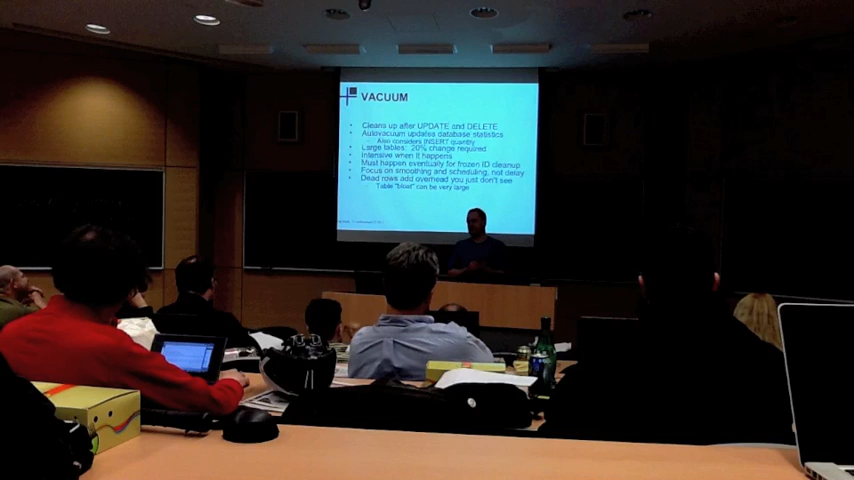 VACUUM
• Cleans up after UPDATE and DELETE
• Autovacuum updates database statistics
– Also considers INSERT quantity
• Large tables: 20% change required
• Intensive when it happens
• Must happen eventually for frozen ID cleanup
• Focus on smoothing and scheduling, not delay
• Dead rows add overhead you just don't see
– Table "bloat" can be very large